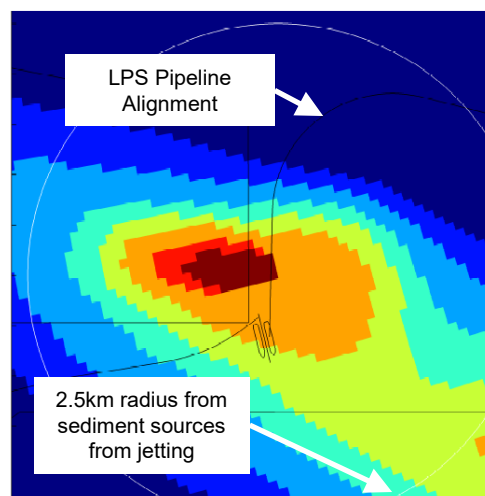 LPS Pipeline
Alignment
2.5km radius from
sediment sources
from jetting